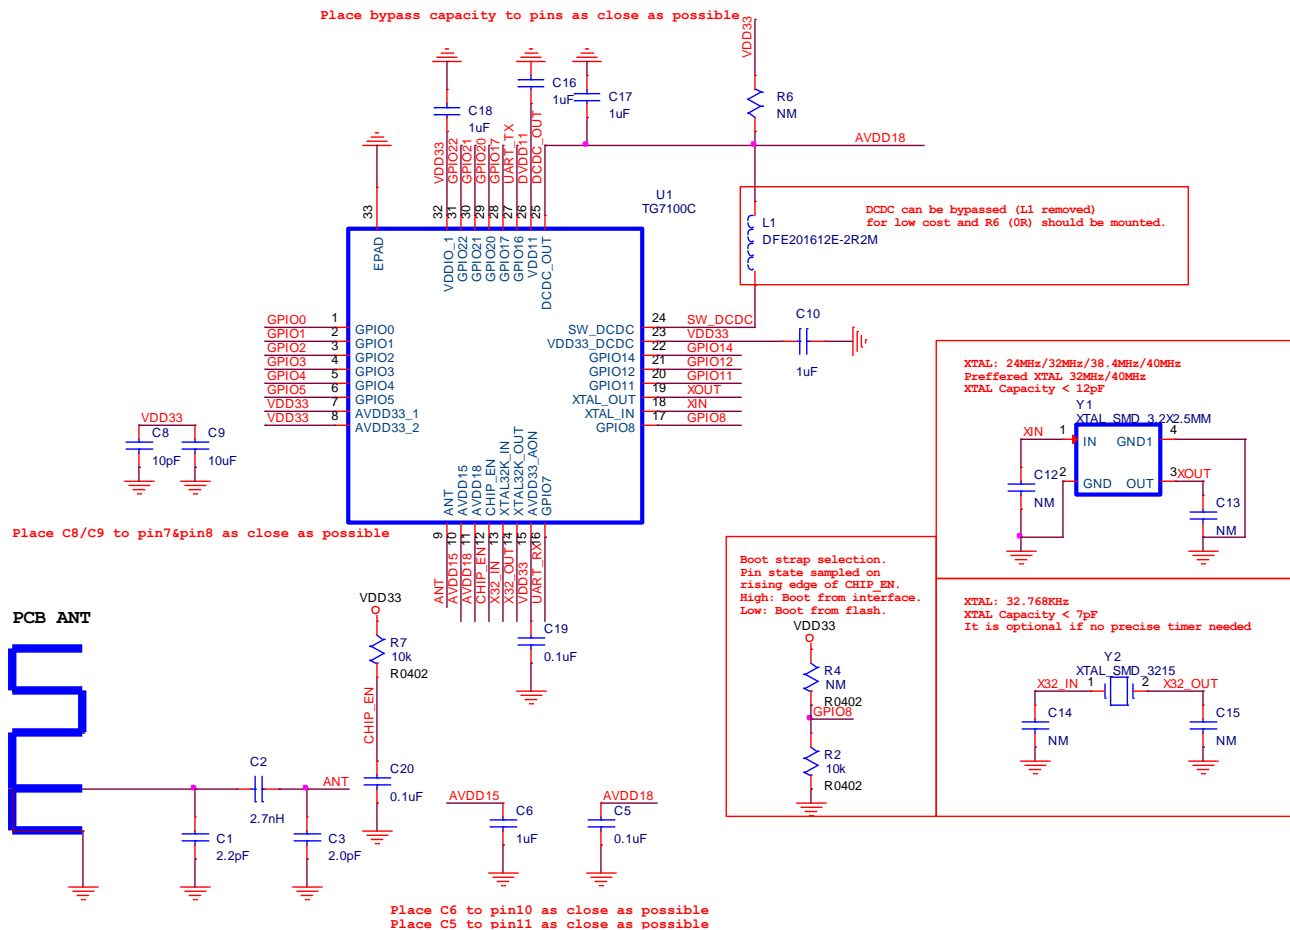 Place bypass capacity to pins as close as possible
VDD33
C16
1uF
C17
1uF
C18
1uF
R6
NM
AVDD18
VDD33
GPIO22
GPIO21
GPIO20
GPIO17
UART_TX
DVDD11
DCDC_OUT
U1
TG7100C
33
32
31
30
29
28
27
26
25
EPAD
VDDIO_1
GPIO22
GPIO21
GPIO20
GPIO17
GPIO16
VDD11
DCDC_OUT
DCDC can be bypassed (L1 removed)
for low cost and R6 (0R) should be mounted.
L1
DFE201612E-2R2M
GPIO0 1 GPIO0
GPIO1 2 GPIO1
GPIO2 3 GPIO2
GPIO3 4 GPIO3
GPIO4 5 GPIO4
GPIO5 6 GPIO5
VDD33 7 AVDD33_1
VDD33 8 AVDD33_2
SW_DCDC 24 SW_DCDC
VDD33_DCDC 23 VDD33
GPIO14 22 GPIO14
GPIO12 21 GPIO12
GPIO11 20 GPIO11
XTAL_OUT 19 XOUT
XTAL_IN 18 XIN
GPIO8 17 GPIO8
C10
1uF
VDD33
C8
10pF
C9
10uF
Place C8/C9 to pin7&pin8 as close as possible
ANT
AVDD15
AVDD18
CHIP_EN
XTAL32K_IN
XTAL32K_OUT
AVDD33_AON
GPIO7
9
10
11
12
13
14
15
16
ANT
AVDD15
AVDD18
CHIP_EN
X32_IN
X32_OUT
VDD33
UART_RX
C19
0.1uF
XTAL: 24MHz/32MHz/38.4MHz/40MHz
Preffered XTAL 32MHz/40MHz
XTAL Capacity < 12pF
Y1
XTAL_SMD_3.2X2.5MM
XIN 1 IN GND1 4
2 GND OUT 3 XOUT
C12
NM
C13
NM
Boot strap selection.
Pin state sampled on
rising edge of CHIP_EN.
High: Boot from interface.
Low: Boot from flash.
VDD33
R4
NM
R0402
GPIO8
R2
10k
R0402
XTAL: 32.768KHz
XTAL Capacity < 7pF
It is optional if no precise timer needed
Y2
XTAL_SMD_3215
X32_IN 1 2 X32_OUT
C14
NM
C15
NM
PCB ANT
VDD33
R7
10k
R0402
CHIP_EN
C20
0.1uF
C2
2.7nH
ANT
C1
2.2pF
C3
2.0pF
AVDD15
C6
1uF
AVDD18
C5
0.1uF
Place C6 to pin10 as close as possible
Place C5 to pin11 as close as possible